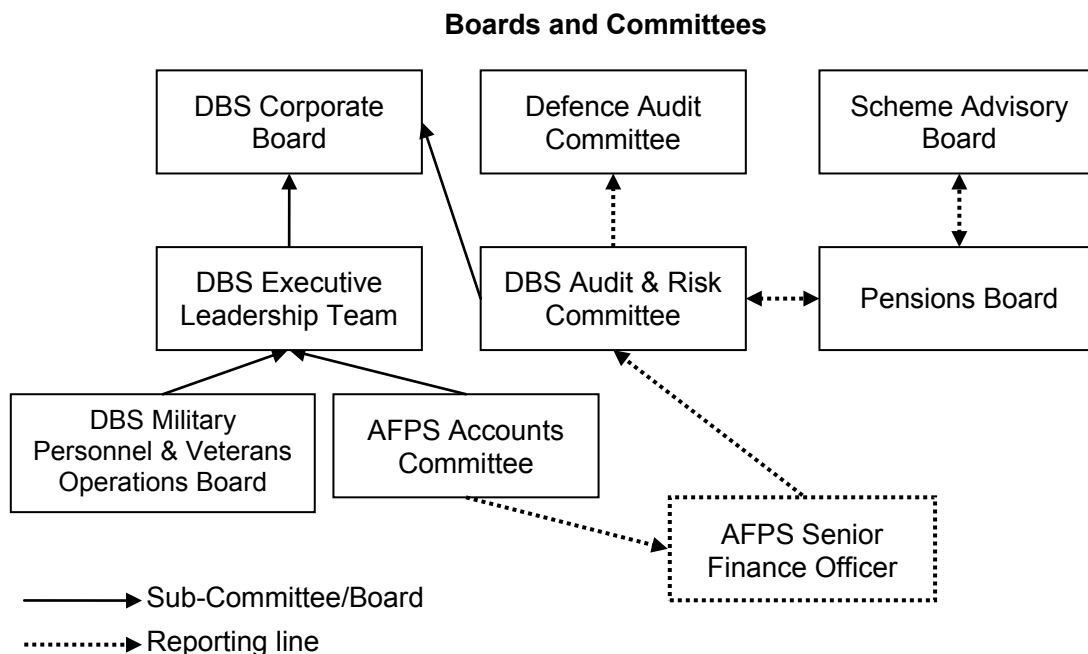 Boards and Committees
DBS Corporate
Board
Defence Audit
Committee
Scheme Advisory
Board
DBS Executive
Leadership Team
DBS Audit & Risk
Committee
Pensions Board
DBS Military
Personnel & Veterans
Operations Board
AFPS Accounts
Committee
AFPS Senior
Finance Officer
Sub-Committee/Board
Reporting line